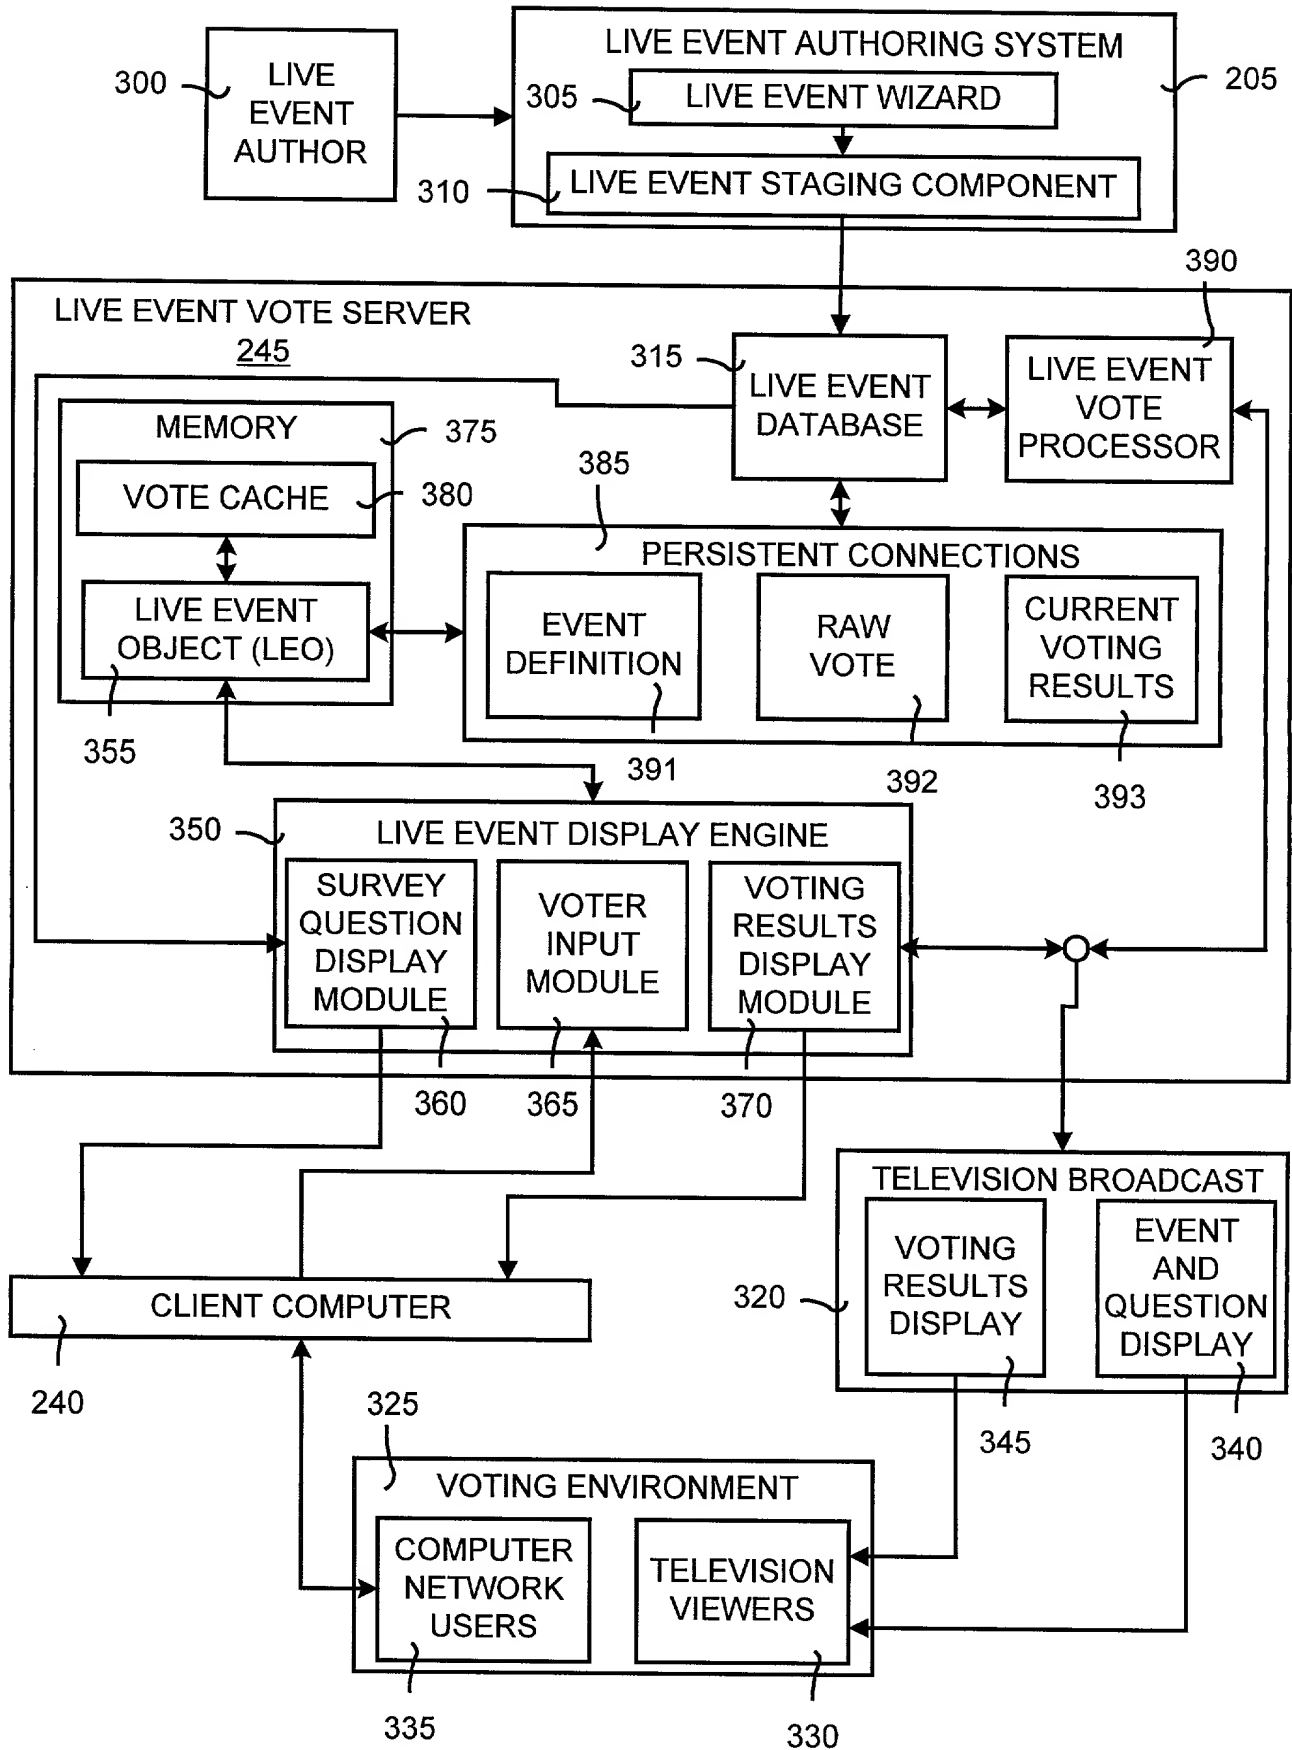 LIVE EVENT AUTHORING SYSTEM
300
LIVE
EVENT
AUTHOR
205
305
LIVE EVENT WIZARD
310
LIVE EVENT STAGING COMPONENT
390
LIVE EVENT VOTE SERVER
245
315
LIVE EVENT
DATABASE
LIVE EVENT
VOTE
PROCESSOR
MEMORY
375
VOTE CACHE
380
385
PERSISTENT CONNECTIONS
LIVE EVENT
OBJECT (LEO)
EVENT
DEFINITION
RAW
VOTE
CURRENT
VOTING
RESULTS
355
391
392
393
350
LIVE EVENT DISPLAY ENGINE
SURVEY
QUESTION
DISPLAY
MODULE
VOTER
INPUT
MODULE
VOTING
RESULTS
DISPLAY
MODULE
360
365
370
TELEVISION BROADCAST
VOTING
RESULTS
DISPLAY
EVENT
AND
QUESTION
DISPLAY
320
CLIENT COMPUTER
240
345
340
325
VOTING ENVIRONMENT
COMPUTER
NETWORK
USERS
TELEVISION
VIEWERS
335
330